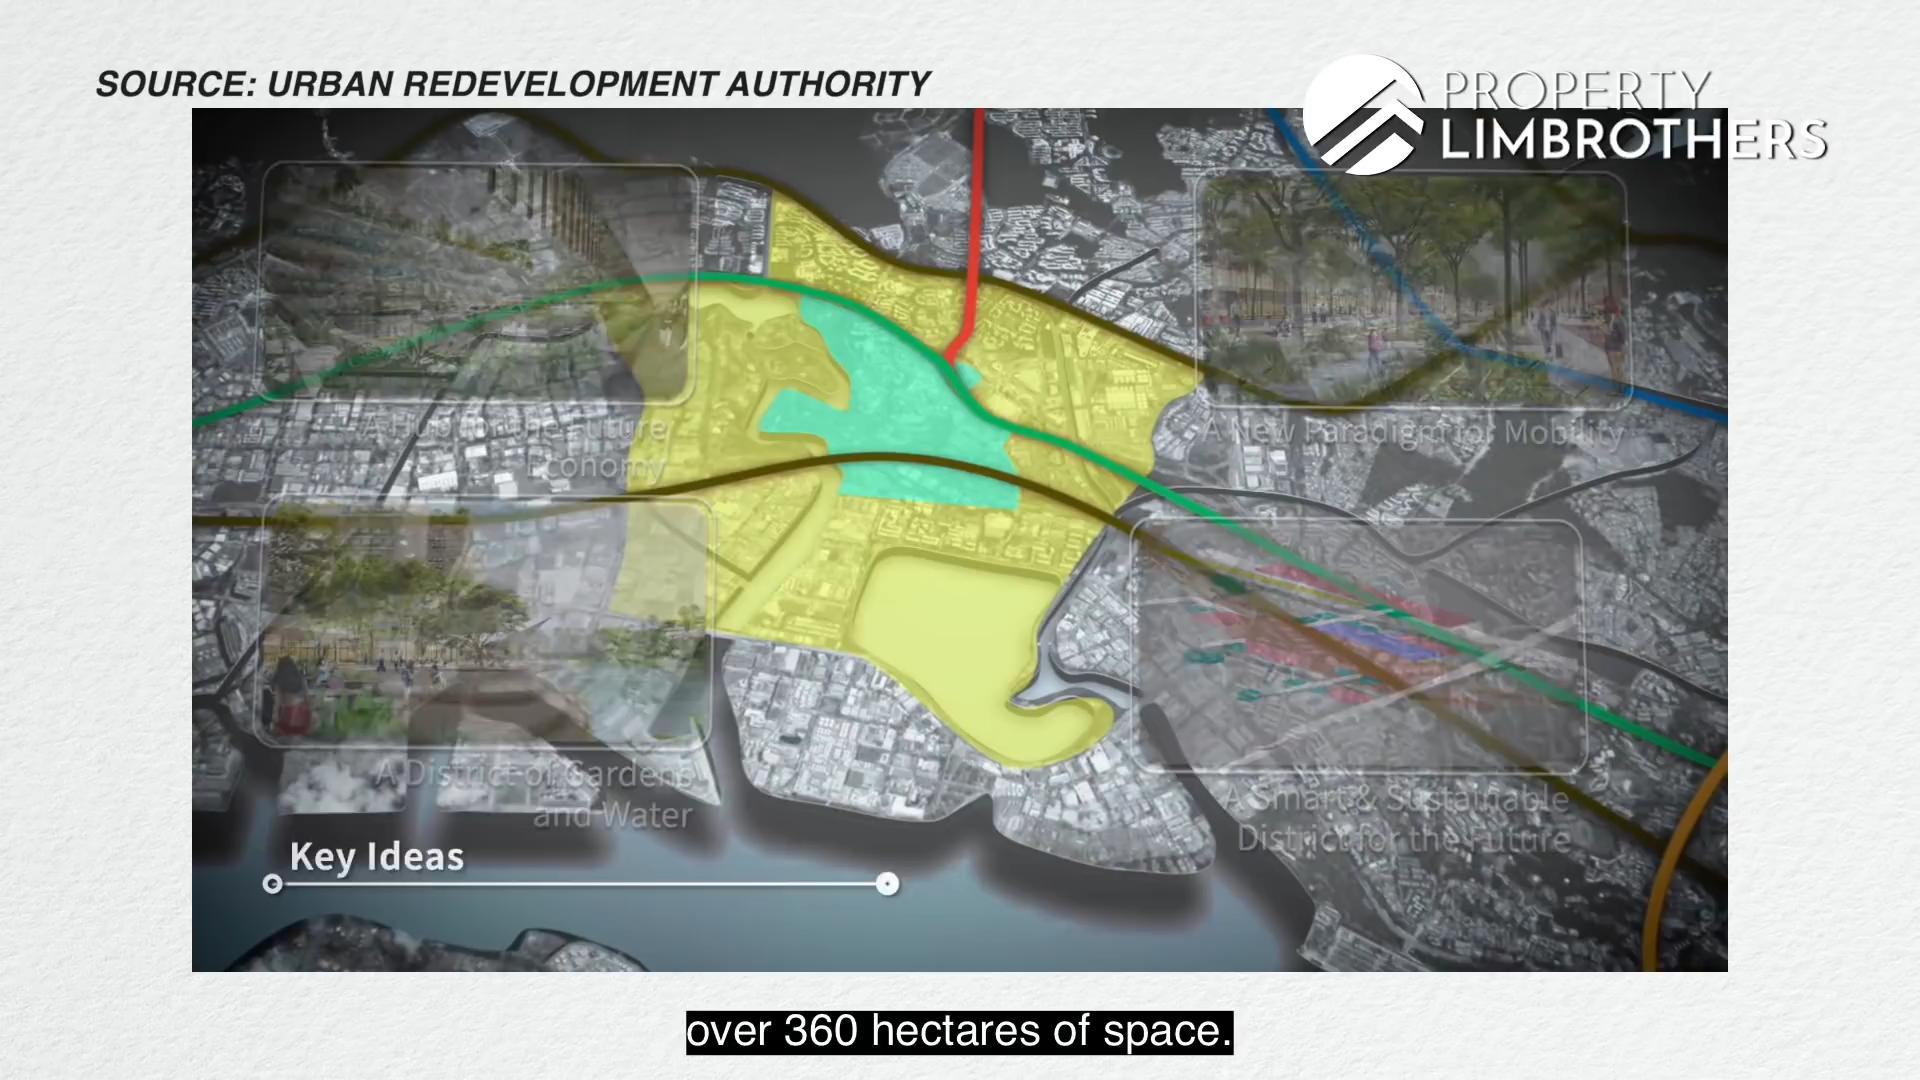 SOURCE: URBAN REDEVELOPMENT AUTHORITY
PROPERTY
LIMBROTHERS
A Hub for the Future
Economy
A New Paradigm for Mobility
A District of Gardens
and Water
A Smart & Sustainable
District for the Future
Key Ideas
over 360 hectares of space.